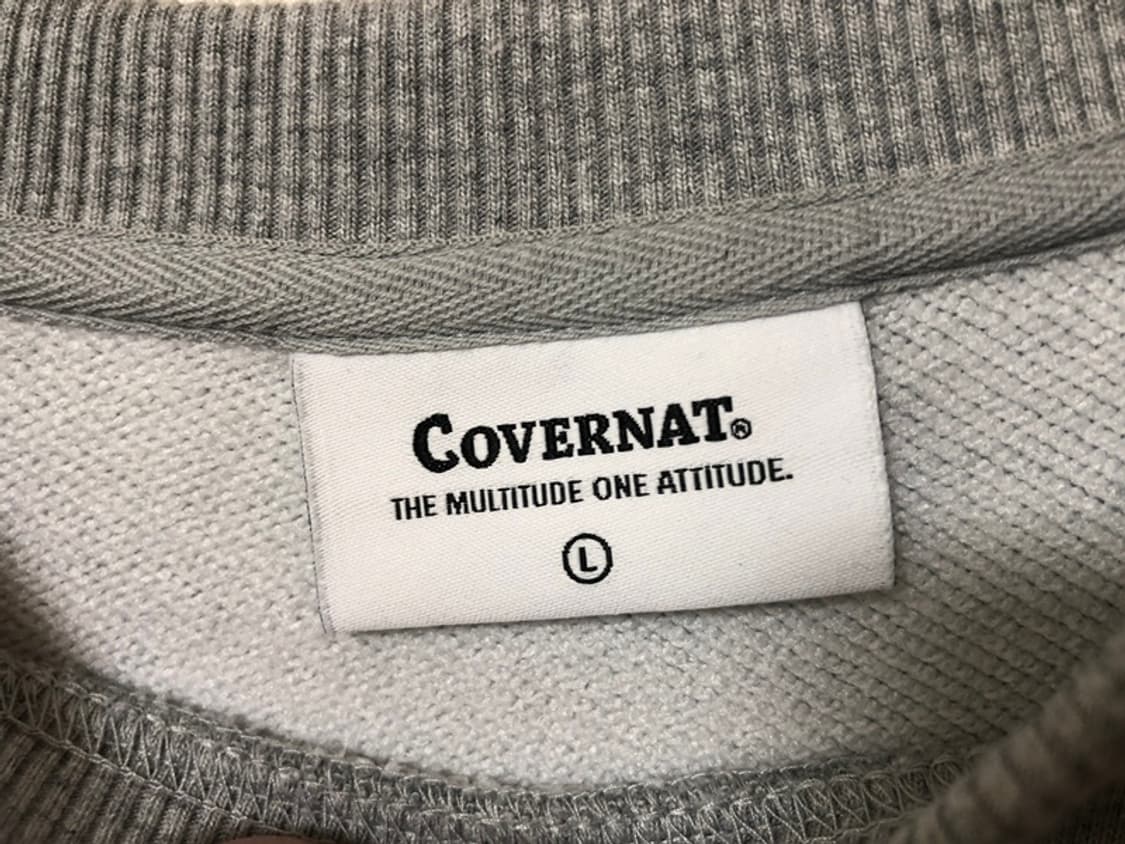 COVERNAT®
THE MULTITUDE ONE ATTITUDE.
L